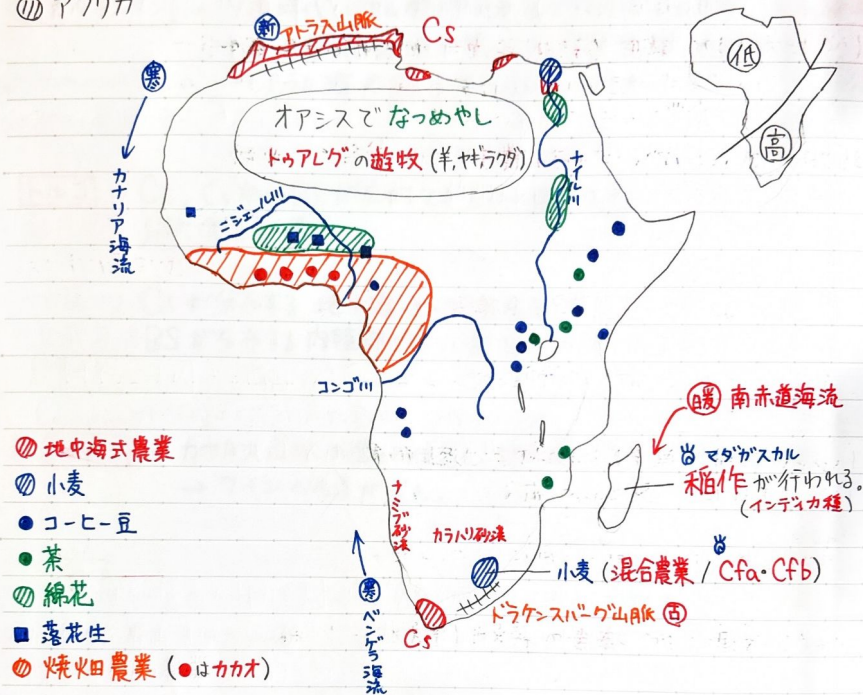 ⑪ アフリカ
新 アトラス山脈
Cs
寒
カナリア海流
オアシスで なつめやし
トゥアレグの遊牧 (羊,ヤギ,ラクダ)
ナイル川
低
高
ニジェール川
コンゴ川
暖 南赤道海流
マダガスカル
稲作が行われる。
(インディカ種)
ナミブ砂漠
カラハリ砂漠
小麦 (混合農業 / Cfa・Cfb)
ドラケンスバーグ山脈 古
Cs
寒
ベンゲラ海流
地中海式農業
小麦
コーヒー豆
茶
綿花
落花生
焼畑農業 (●はカカオ)